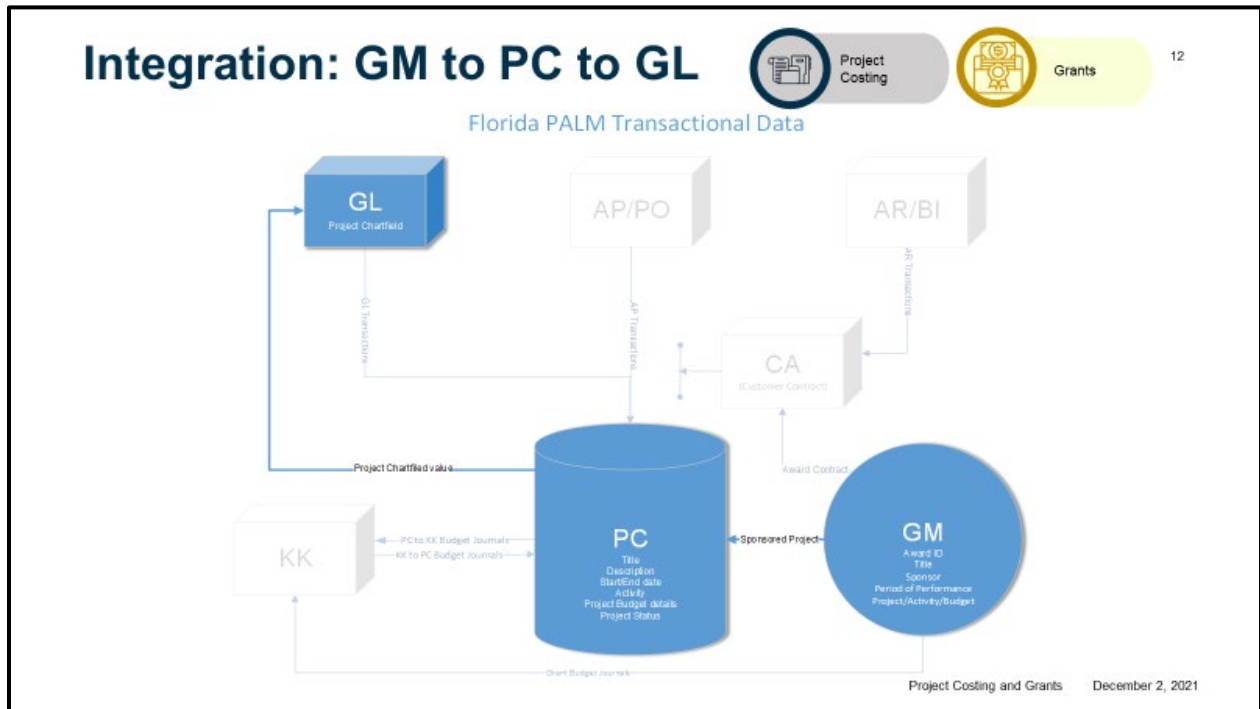 Integration: GM to PC to GL
Project
Costing
Grants
12
Florida PALM Transactional Data
GL
Project Chartfield
AP/PO
AR/BI
GL Transactions
AP Transactions
AR Transactions
CA
(Customer Contract)
Project Chartfiled value
Award Contract
KK
PC to KK Budget Journals
KK to PC Budget Journals
PC
Title
Description
Start/End date
Activity
Project Budget details
Project Status
Sponsored Project
GM
Award ID
Title
Sponsor
Period of Performance
Project/Activity/Budget
Grant Budget Journals
Project Costing and Grants December 2, 2021